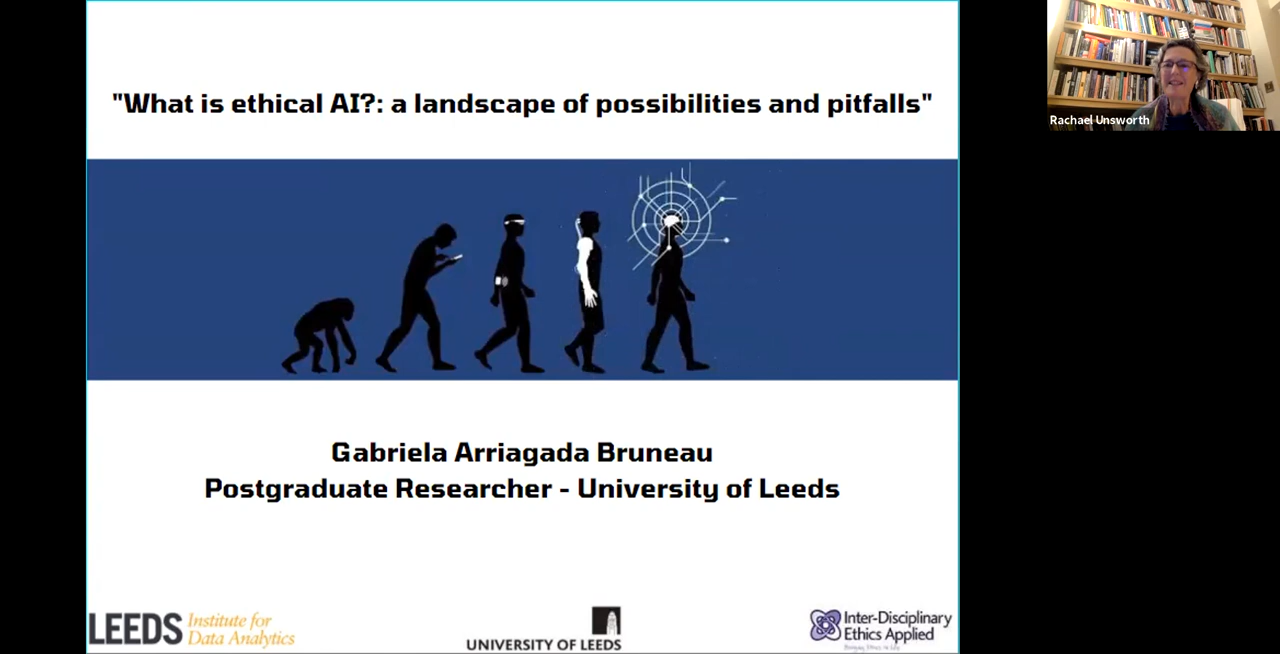 "What is ethical AI?: a landscape of possibilities and pitfalls"
Rachael Unsworth
Gabriela Arriagada Bruneau
Postgraduate Researcher - University of Leeds
LEEDS Institute for
Data Analytics
UNIVERSITY OF LEEDS
Inter-Disciplinary
Ethics Applied